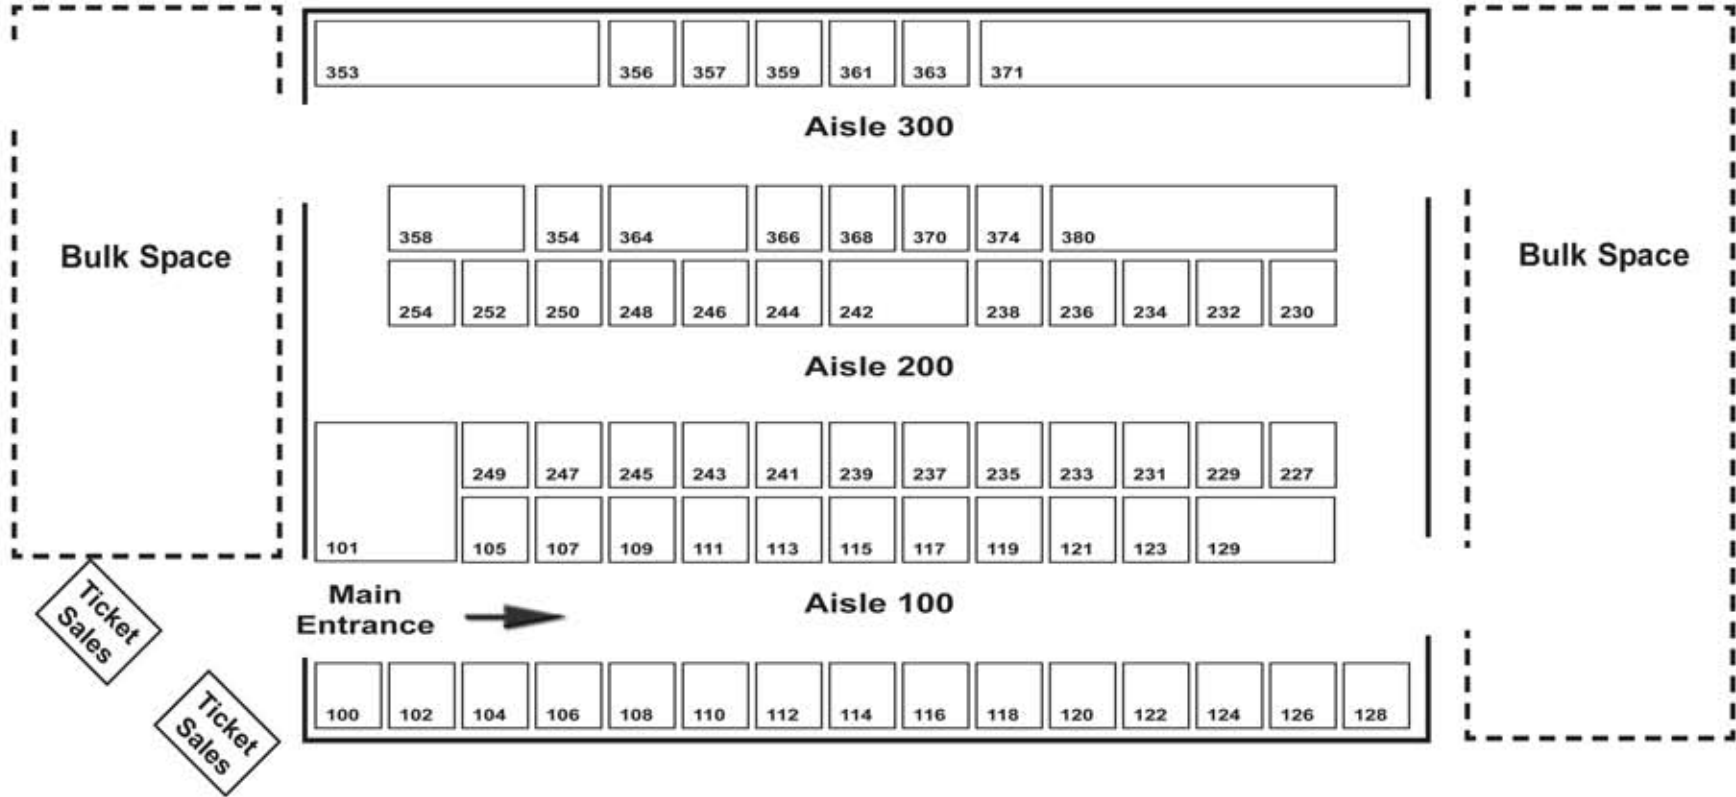 353 356 357 359 361 363 371
Aisle 300
358 354 364 366 368 370 374 380
Bulk Space
Bulk Space
254 252 250 248 246 244 242 238 236 234 232 230
Aisle 200
249 247 245 243 241 239 237 235 233 231 229 227
101 105 107 109 111 113 115 117 119 121 123 129
Main
Entrance
Aisle 100
Ticket
Sales
Ticket
Sales
100 102 104 106 108 110 112 114 116 118 120 122 124 126 128